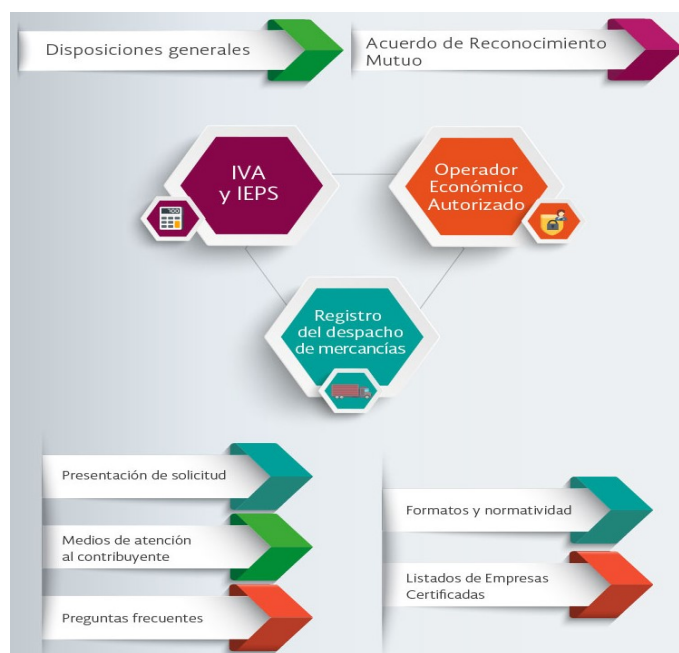 Disposiciones generales
Acuerdo de Reconocimiento
Mutuo
IVA
y IEPS
Operador
Económico
Autorizado
Registro
del despacho
de mercancías
Presentación de solicitud
Medios de atención
al contribuyente
Preguntas frecuentes
Formatos y normatividad
Listados de Empresas
Certificadas